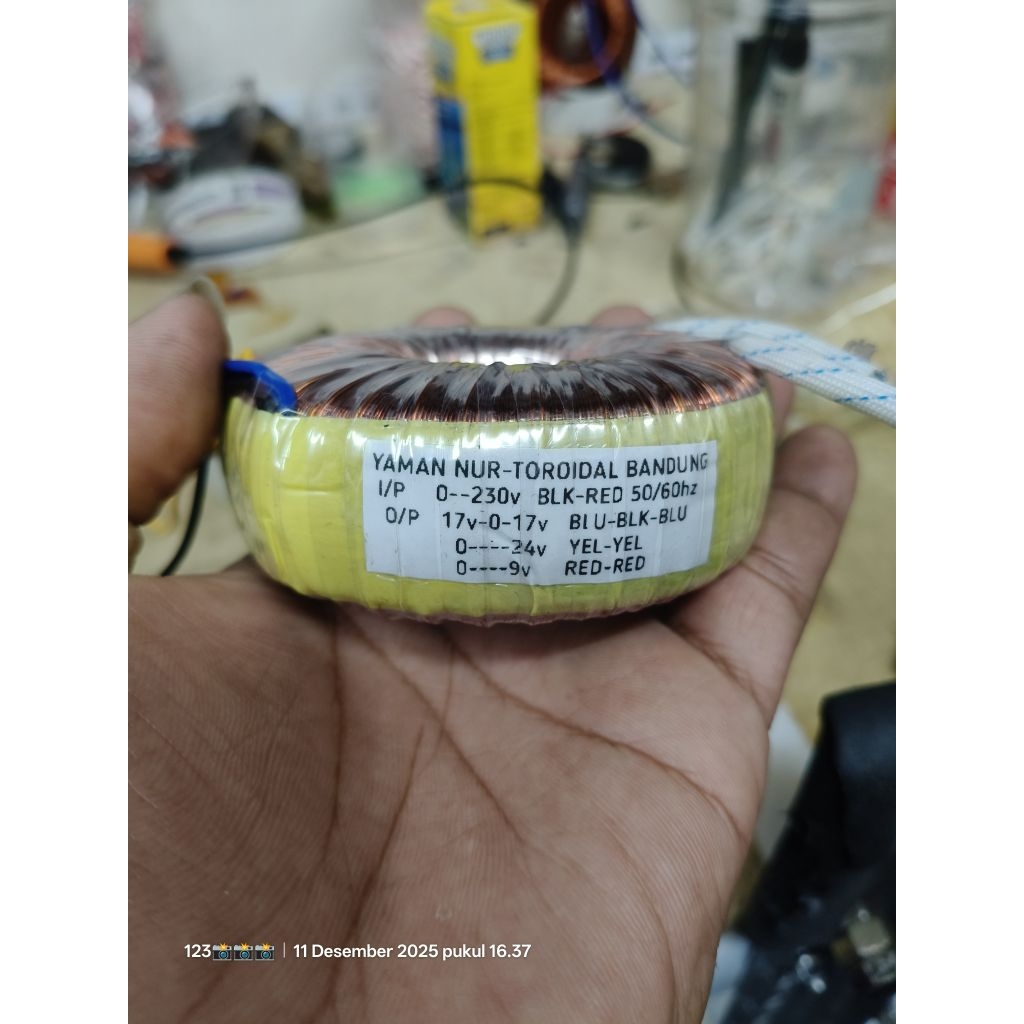 YAMAN NUR-TOROIDAL BANDUNG
I/P 0--230v BLK-RED 50/60hz
O/P 17v-0-17v BLU-BLK-BLU
0----24v YEL-YEL
0----9v RED-RED
123📸📸📸 | 11 Desember 2025 pukul 16.37